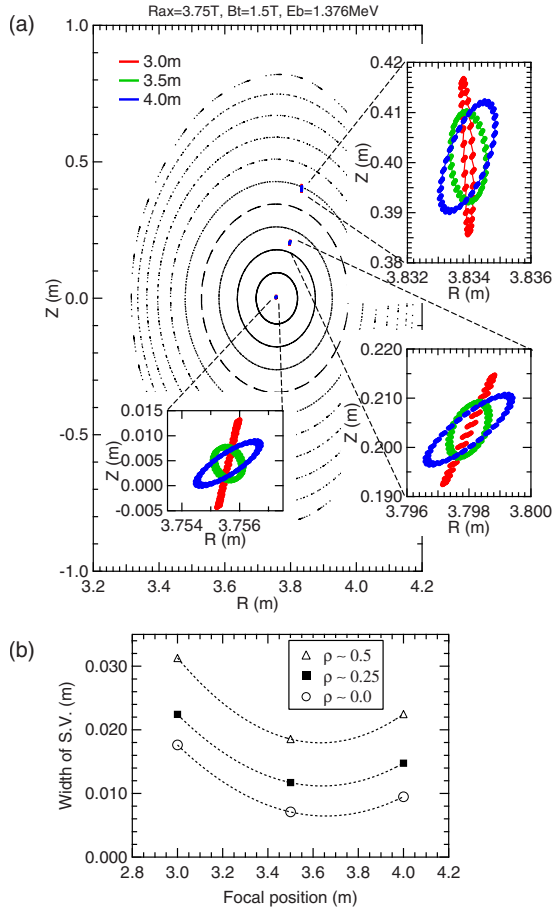 Rax=3.75T, Bt=1.5T, Eb=1.376MeV
(a)
1.0
0.5
0.0
-0.5
-1.0
Z (m)
3.2
3.4
3.6
3.8
4.0
4.2
R (m)
3.0m
3.5m
4.0m
0.42
0.41
0.40
0.39
0.38
Z (m)
3.832
3.834
3.836
R (m)
0.220
0.210
0.200
0.190
Z (m)
3.796
3.798
3.800
R (m)
0.015
0.010
0.005
0.000
-0.005
Z (m)
3.754
3.756
R (m)
(b)
0.030
0.020
0.010
0.000
Width of S.V. (m)
ρ ~ 0.5
ρ ~ 0.25
ρ ~ 0.0
2.8
3.0
3.2
3.4
3.6
3.8
4.0
4.2
Focal position (m)